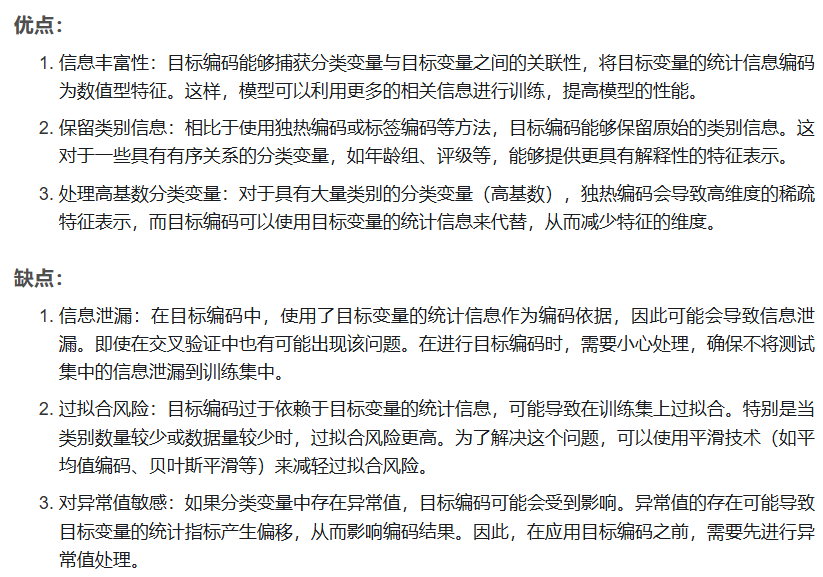 优点：
1. 信息丰富性：目标编码能够捕获分类变量与目标变量之间的关联性，将目标变量的统计信息编码
为数值型特征。这样，模型可以利用更多的相关信息进行训练，提高模型的性能。
2. 保留类别信息：相比于使用独热编码或标签编码等方法，目标编码能够保留原始的类别信息。这
对于一些具有有序关系的分类变量，如年龄组、评级等，能够提供更具有解释性的特征表示。
3. 处理高基数分类变量：对于具有大量类别的分类变量（高基数），独热编码会导致高维度的稀疏
特征表示，而目标编码可以使用目标变量的统计信息来代替，从而减少特征的维度。
缺点：
1. 信息泄漏：在目标编码中，使用了目标变量的统计信息作为编码依据，因此可能会导致信息泄
漏。即使在交叉验证中也有可能出现该问题。在进行目标编码时，需要小心处理，确保不将测试
集中的信息泄漏到训练集中。
2. 过拟合风险：目标编码过于依赖于目标变量的统计信息，可能导致在训练集上过拟合。特别是当
类别数量较少或数据量较少时，过拟合风险更高。为了解决这个问题，可以使用平滑技术（如平
均值编码、贝叶斯平滑等）来减轻过拟合风险。
3. 对异常值敏感：如果分类变量中存在异常值，目标编码可能会受到影响。异常值的存在可能导致
目标变量的统计指标产生偏移，从而影响编码结果。因此，在应用目标编码之前，需要先进行异
常值处理。